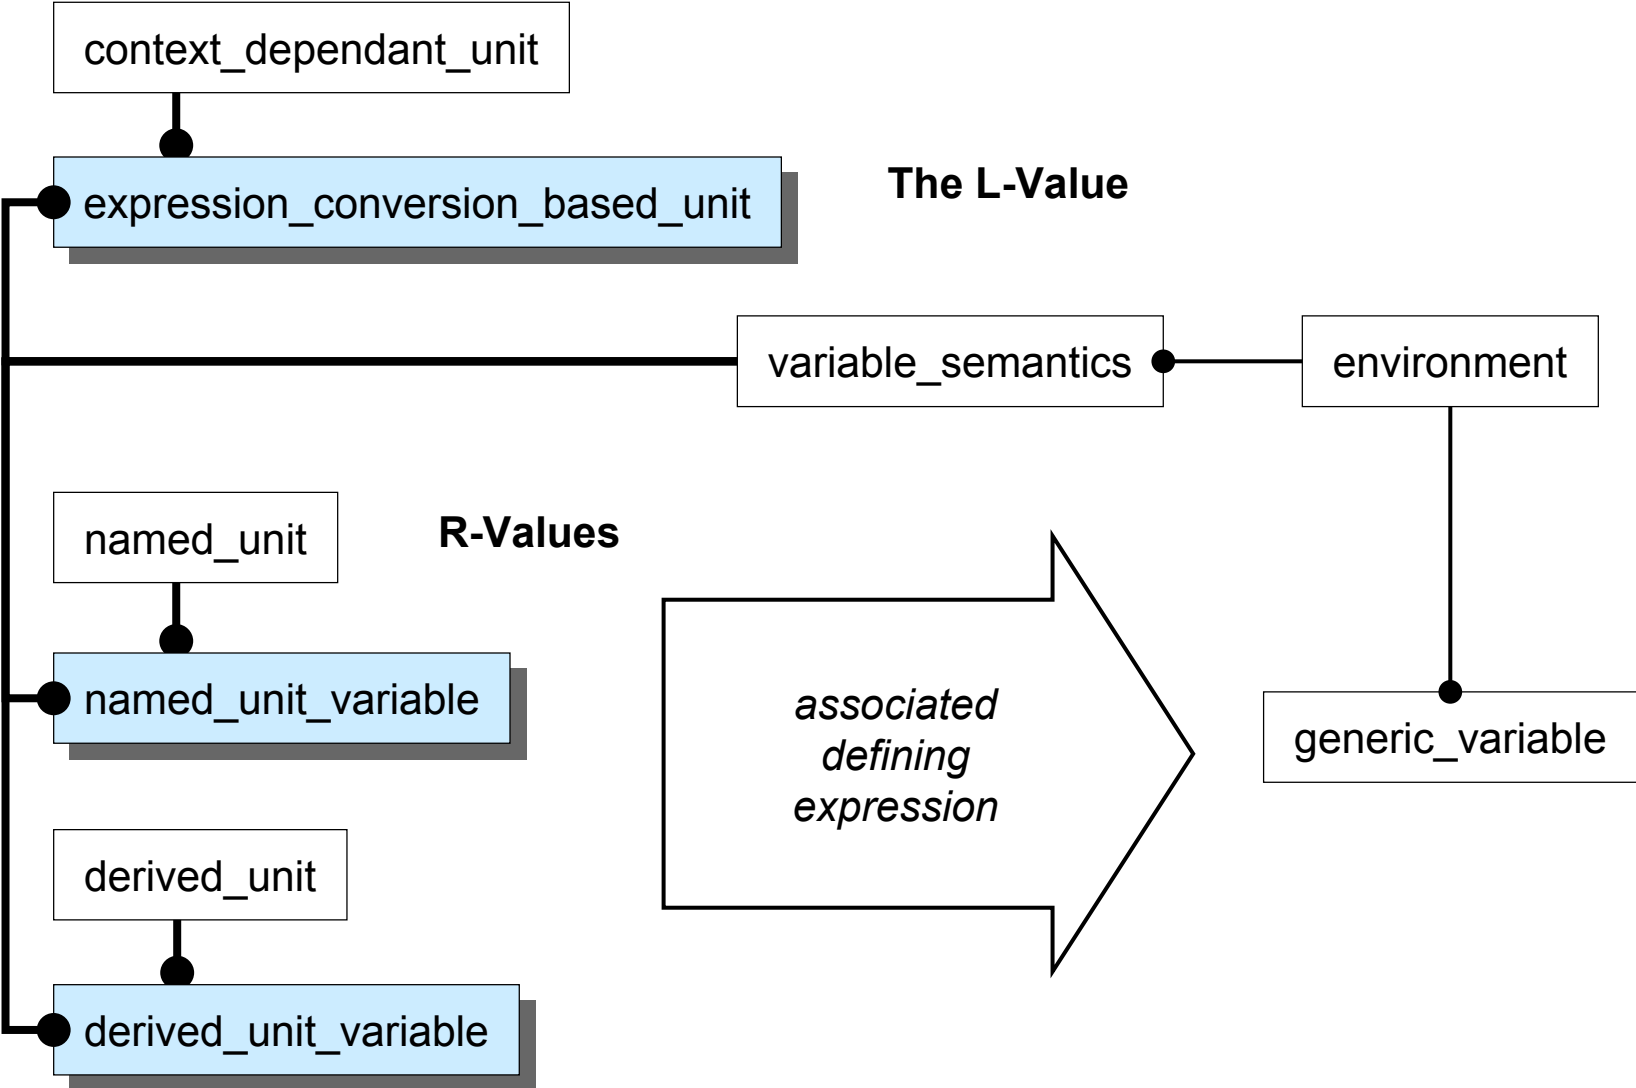 context_dependant_unit
expression_conversion_based_unit
The L-Value
variable_semantics
environment
named_unit
R-Values
named_unit_variable
associated
defining
expression
generic_variable
derived_unit
derived_unit_variable